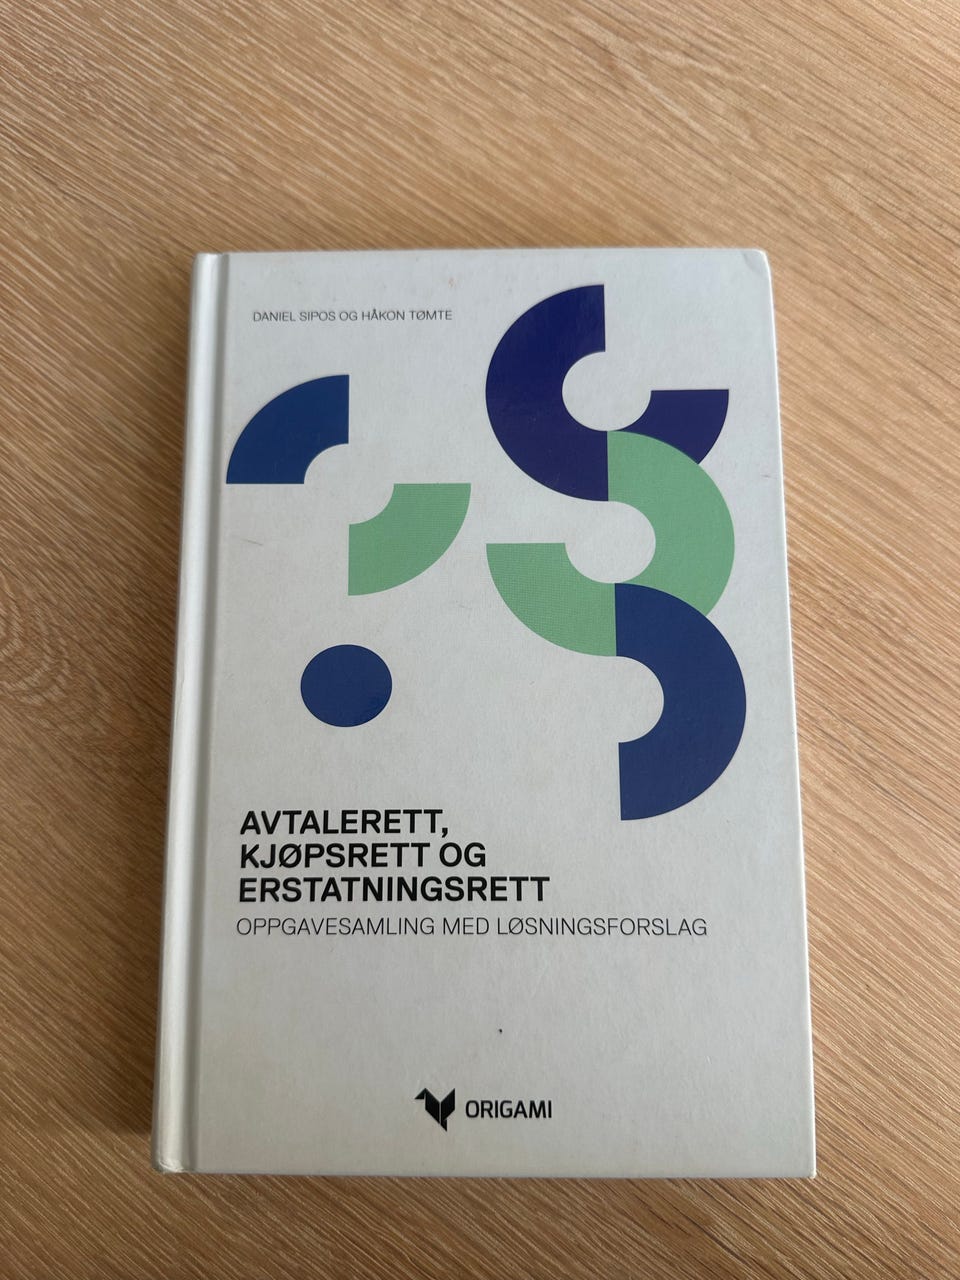 DANIEL SIPOS OG HÅKON TØMTE
AVTALERETT,
KJØPSRETT OG
ERSTATNINGSRETT
OPPGAVESAMLING MED LØSNINGSFORSLAG
ORIGAMI